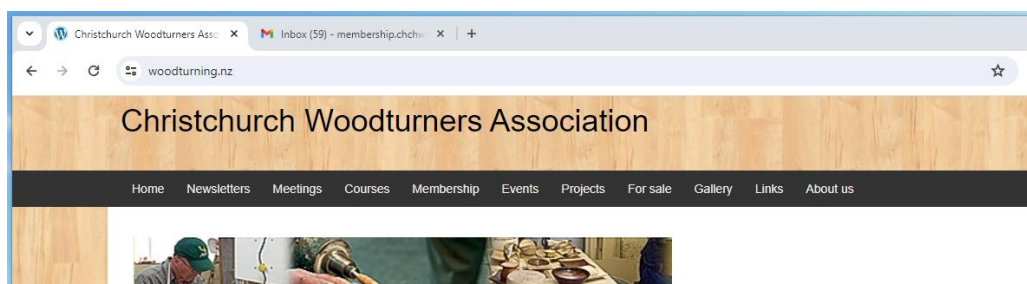 Christchurch Woodturners Asso
Inbox (59) - membership.chchw
woodturning.nz
Christchurch Woodturners Association
Home Newsletters Meetings Courses Membership Events Projects For sale Gallery Links About us